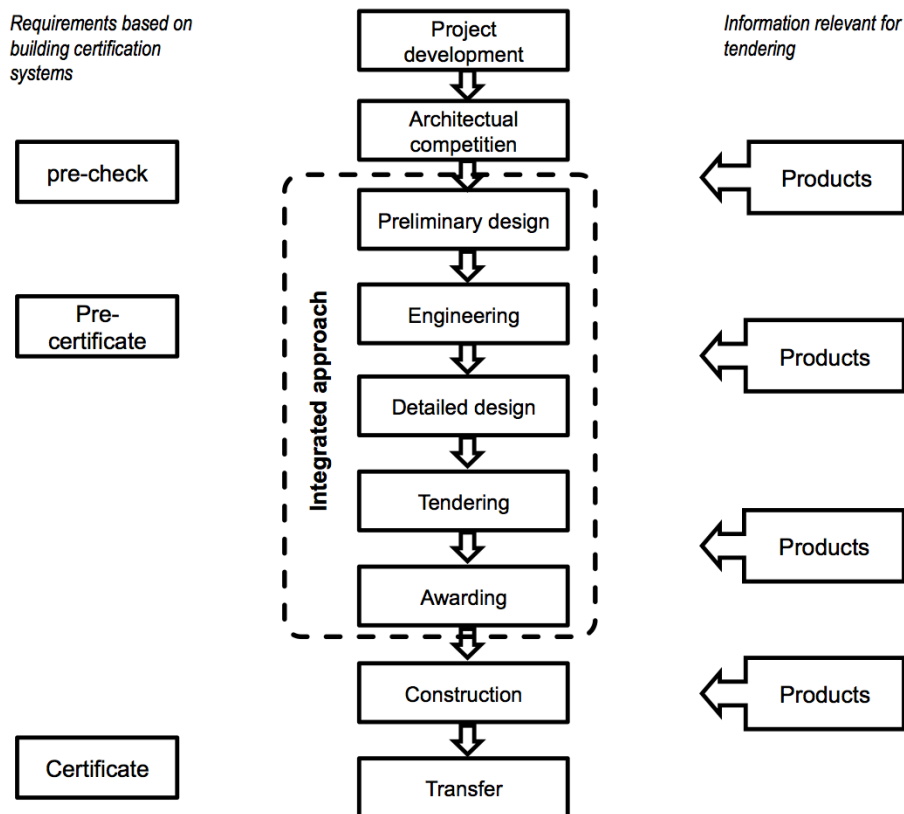 Requirements based on
building certification
systems
Project
development
Information relevant for
tendering
Architectual
competitien
pre-check
Products
Preliminary design
Pre-
certificate
Engineering
Products
Integrated approach
Detailed design
Tendering
Products
Awarding
Construction
Products
Certificate
Transfer